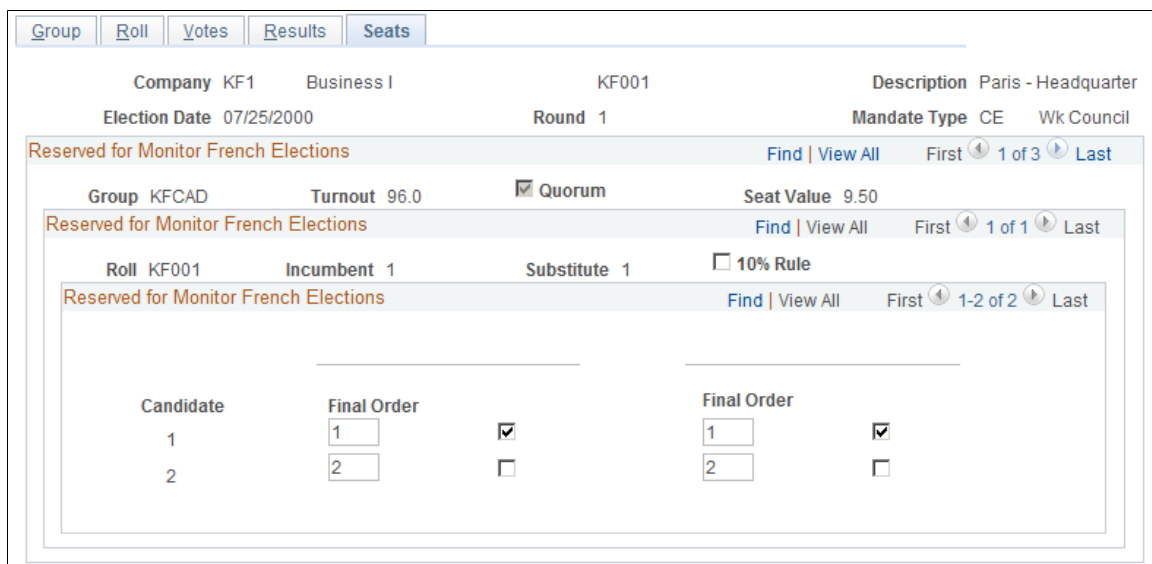 Group Roll Votes Results Seats
Company KF1 Business I KF001 Description Paris - Headquarter
Election Date 07/25/2000 Round 1 Mandate Type CE Wk Council
Reserved for Monitor French Elections Find | View All First 1 of 3 Last
Group KFCAD Turnout 96.0 Quorum Seat Value 9.50
Reserved for Monitor French Elections Find | View All First 1 of 1 Last
Roll KF001 Incumbent 1 Substitute 1 10% Rule
Reserved for Monitor French Elections Find | View All First 1-2 of 2 Last
Candidate Final Order Final Order
1 1 1
2 2 2